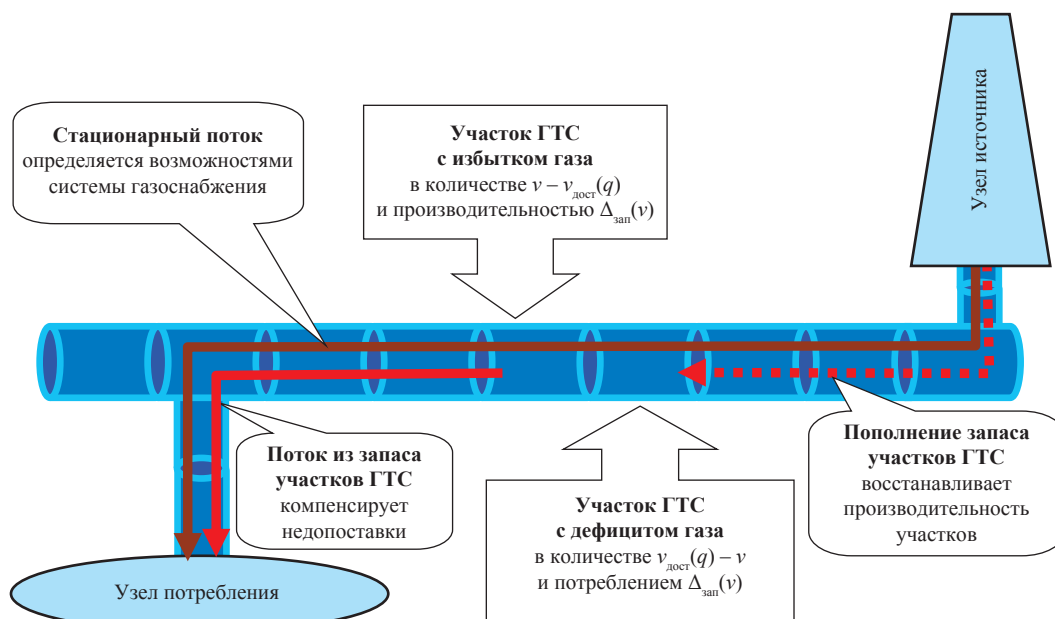 Стационарный поток
определяется возможностями
системы газоснабжения
Участок ГТС
с избытком газа
в количестве v – vдост(q)
и производительностью Δзап(v)
Узел источника
Поток из запаса
участков ГТС
компенсирует
недопоставки
Участок ГТС
с дефицитом газа
в количестве vдост(q) – v
и потреблением Δзап(v)
Пополнение запаса
участков ГТС
восстанавливает
производительность
участков
Узел потребления